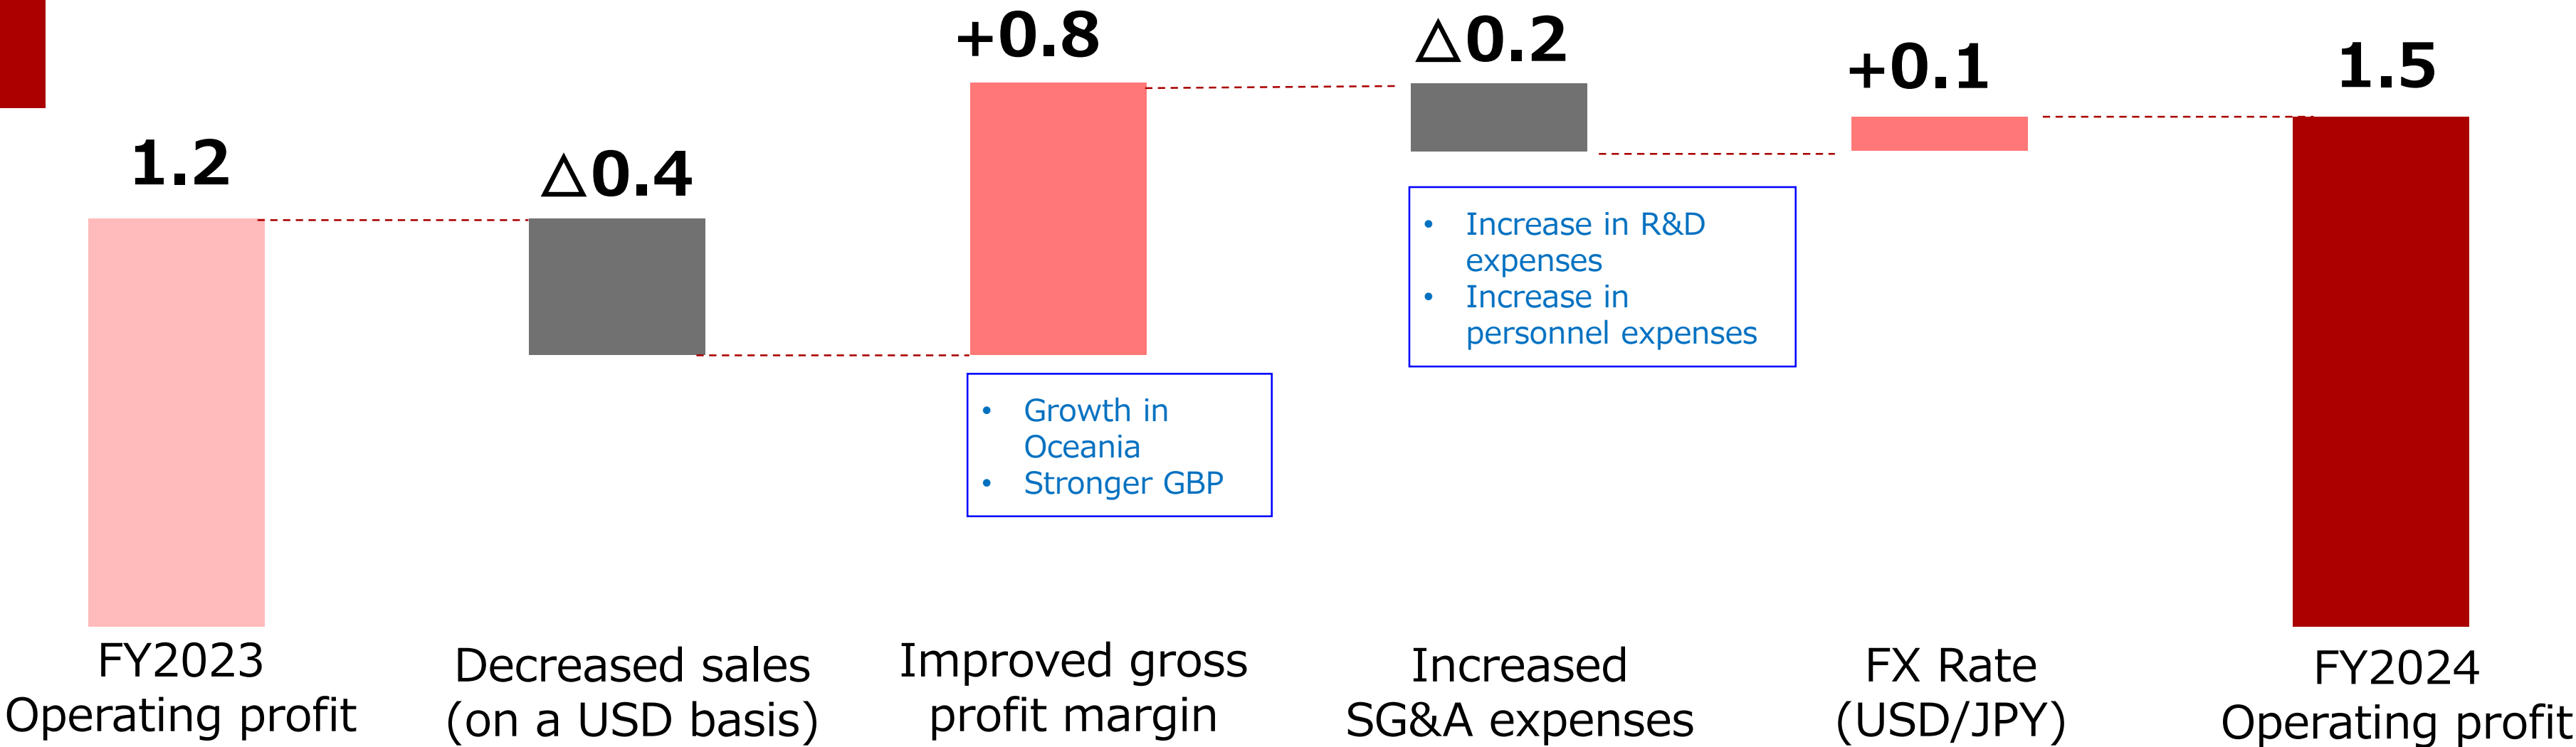 1.2
△0.4
+0.8
△0.2
+0.1
1.5
• Growth in
Oceania
• Stronger GBP
• Increase in R&D
expenses
• Increase in
personnel expenses
FY2023
Operating profit
Decreased sales
(on a USD basis)
Improved gross
profit margin
Increased
SG&A expenses
FX Rate
(USD/JPY)
FY2024
Operating profit